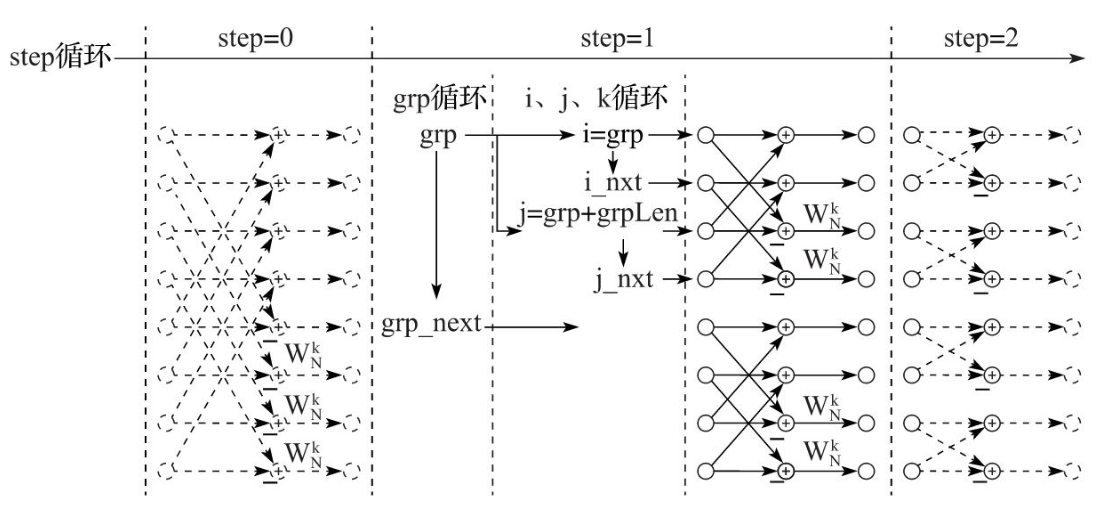 step=0
step=1
step=2
step循环
grp循环
i、j、k循环
grp
i=grp
i_nxt
j=grp+grpLen
j_nxt
grp_next
W_N^k
W_N^k
W_N^k
W_N^k
W_N^k
W_N^k
W_N^k